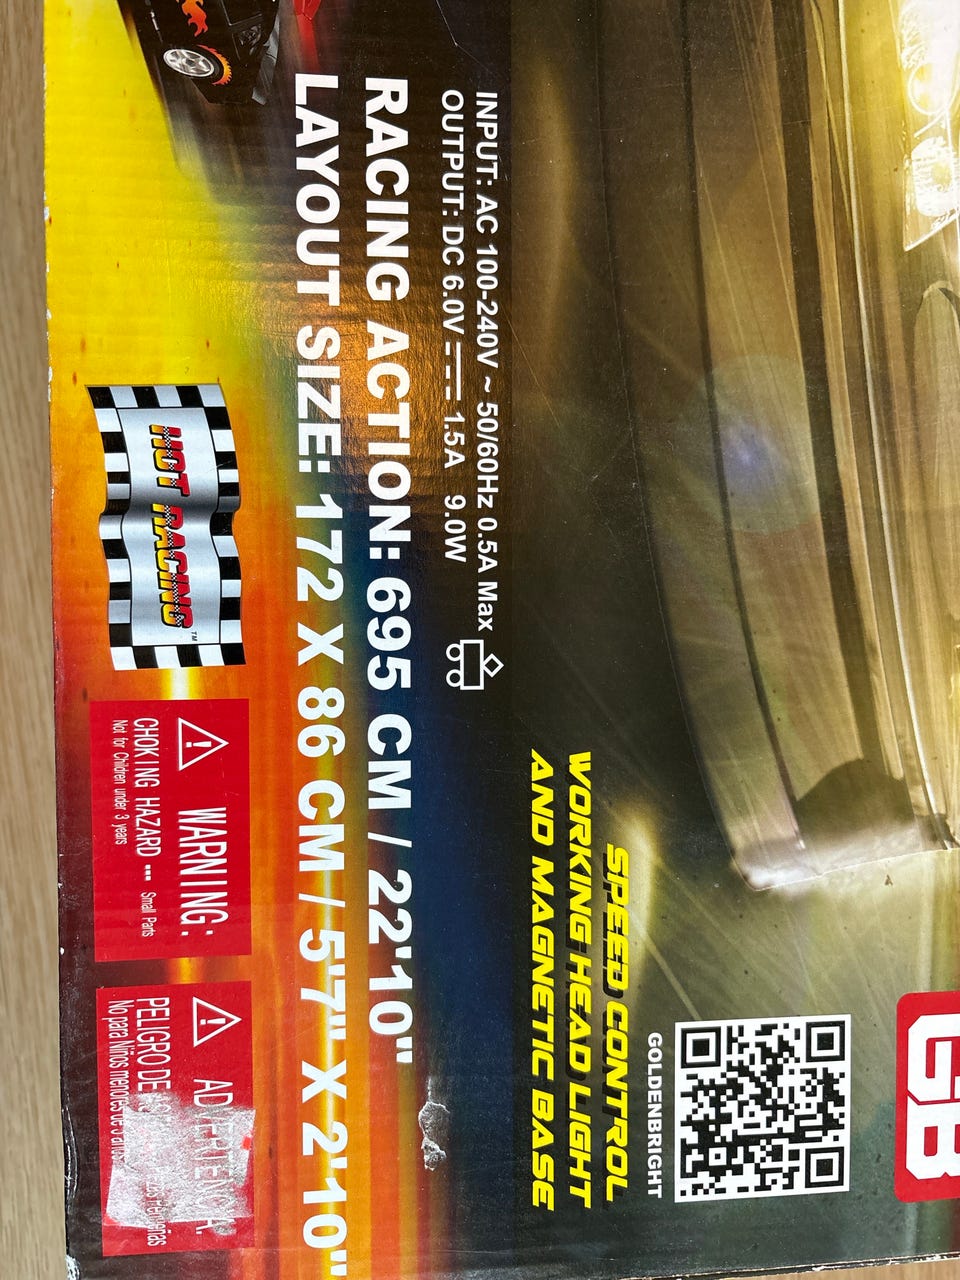 GB
SPEED CONTROL
WORKING HEAD LIGHT
AND MAGNETIC BASE
GOLDENBRIGHT
INPUT: AC 100-240V ~ 50/60Hz 0.5A Max
OUTPUT: DC 6.0V 1.5A 9.0W
RACING ACTION: 695 CM / 22'10"
LAYOUT SIZE: 172 X 86 CM / 5'7" X 2'10"
HOT RACING™
WARNING:
CHOKING HAZARD --- Small Parts
Not for Children under 3 years
PELIGRO DE
No para Niños menores de 3 años